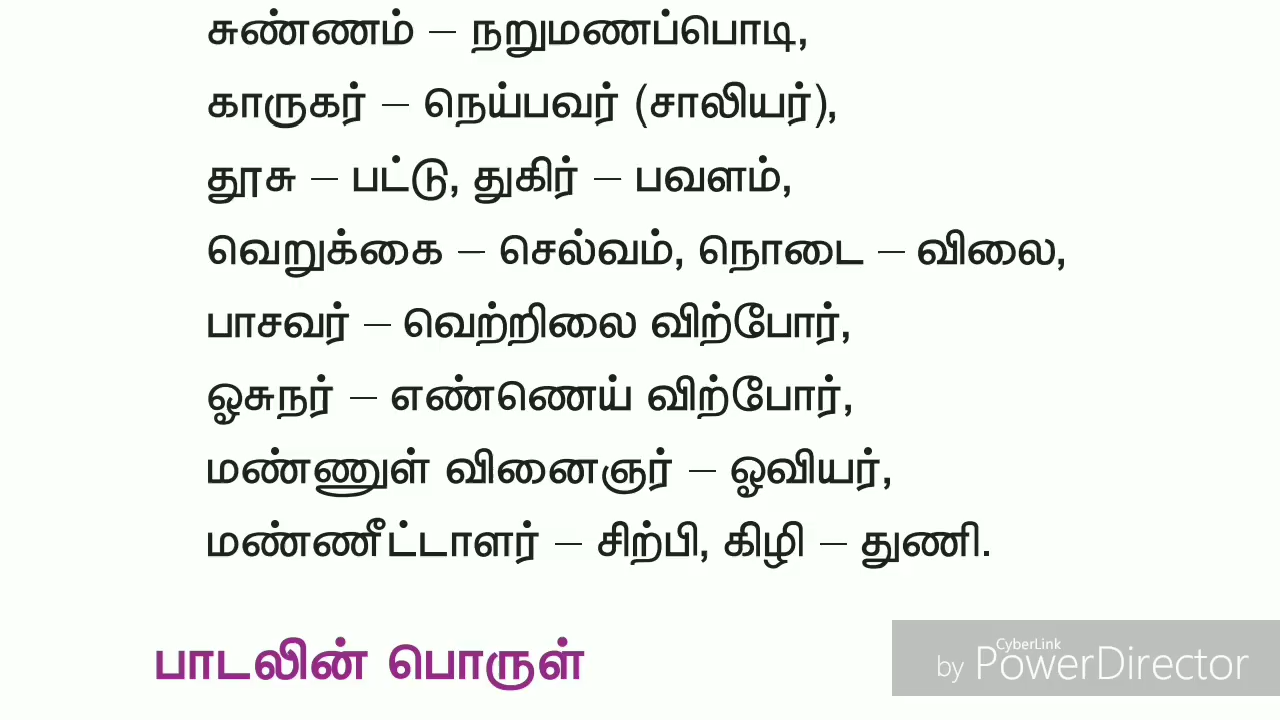 சுண்ணம் – நறுமணப்பொடி,
காருகர் – நெய்பவர் (சாலியர்),
தூசு – பட்டு, துகிர் – பவளம்,
வெறுக்கை – செல்வம், நொடை – விலை,
பாசவர் – வெற்றிலை விற்போர்,
ஓசுநர் – எண்ணெய் விற்போர்,
மண்ணுள் வினைஞர் – ஓவியர்,
மண்ணீட்டாளர் – சிற்பி, கிழி – துணி.
பாடலின் பொருள்
CyberLink
by PowerDirector